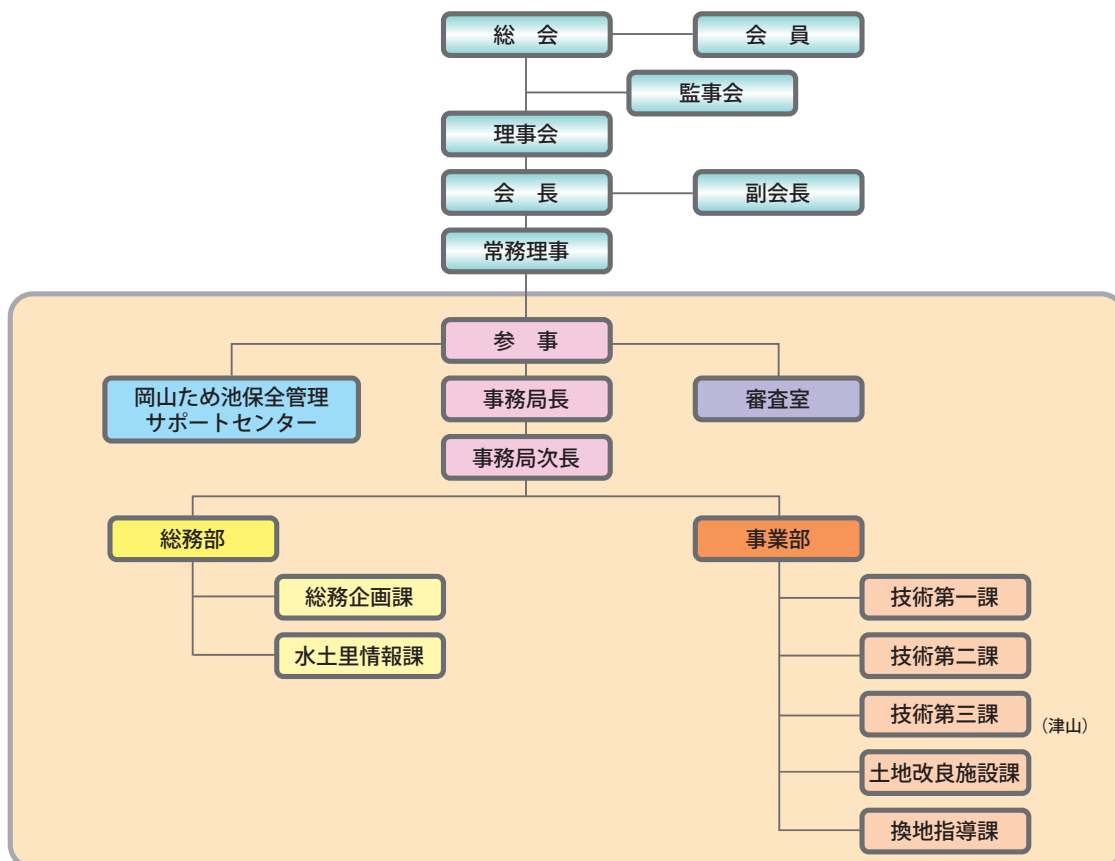 総　会
会　員
監事会
理事会
会　長
副会長
常務理事
参　事
岡山ため池保全管理
サポートセンター
事務局長
審査室
事務局次長
総務部
事業部
総務企画課
技術第一課
水土里情報課
技術第二課
技術第三課
（津山）
土地改良施設課
換地指導課